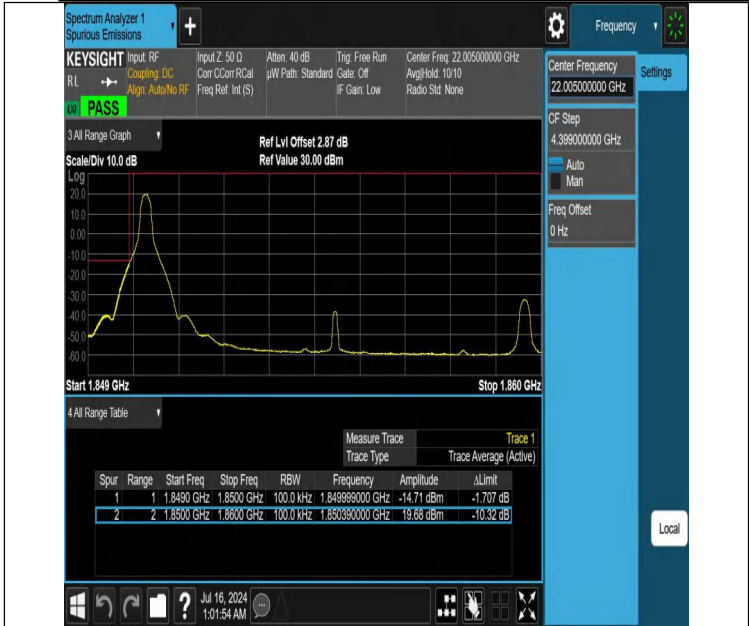 Spectrum Analyzer 1
Spurious Emissions
Frequency
KEYSIGHT
RL
PASS
Input: RF
Coupling: DC
Align: Auto/No RF
Input Z: 50 Ω
Corr CCorr RCal
Freq Ref: Int (S)
Atten: 40 dB
µW Path: Standard
Trig: Free Run
Gate: Off
IF Gain: Low
Center Freq: 22.005000000 GHz
Avg|Hold: 10/10
Radio Std: None
Center Frequency
22.005000000 GHz
Settings
CF Step
4.399000000 GHz
Auto
Man
Freq Offset
0 Hz
Local
3 All Range Graph
Scale/Div 10.0 dB
Ref Lvl Offset 2.87 dB
Ref Value 30.00 dBm
Log
20.0
10.0
0.00
-10.0
-20.0
-30.0
-40.0
-50.0
-60.0
Start 1.849 GHz Stop 1.860 GHz
4 All Range Table
Measure Trace Trace 1
Trace Type Trace Average (Active)
Spur Range Start Freq Stop Freq RBW Frequency Amplitude ΔLimit
1 1 1.8490 GHz 1.8500 GHz 100.0 kHz 1.849999000 GHz -14.71 dBm -1.707 dB
2 2 1.8500 GHz 1.8600 GHz 100.0 kHz 1.850390000 GHz 19.68 dBm -10.32 dB
Jul 16, 2024
1:01:54 AM